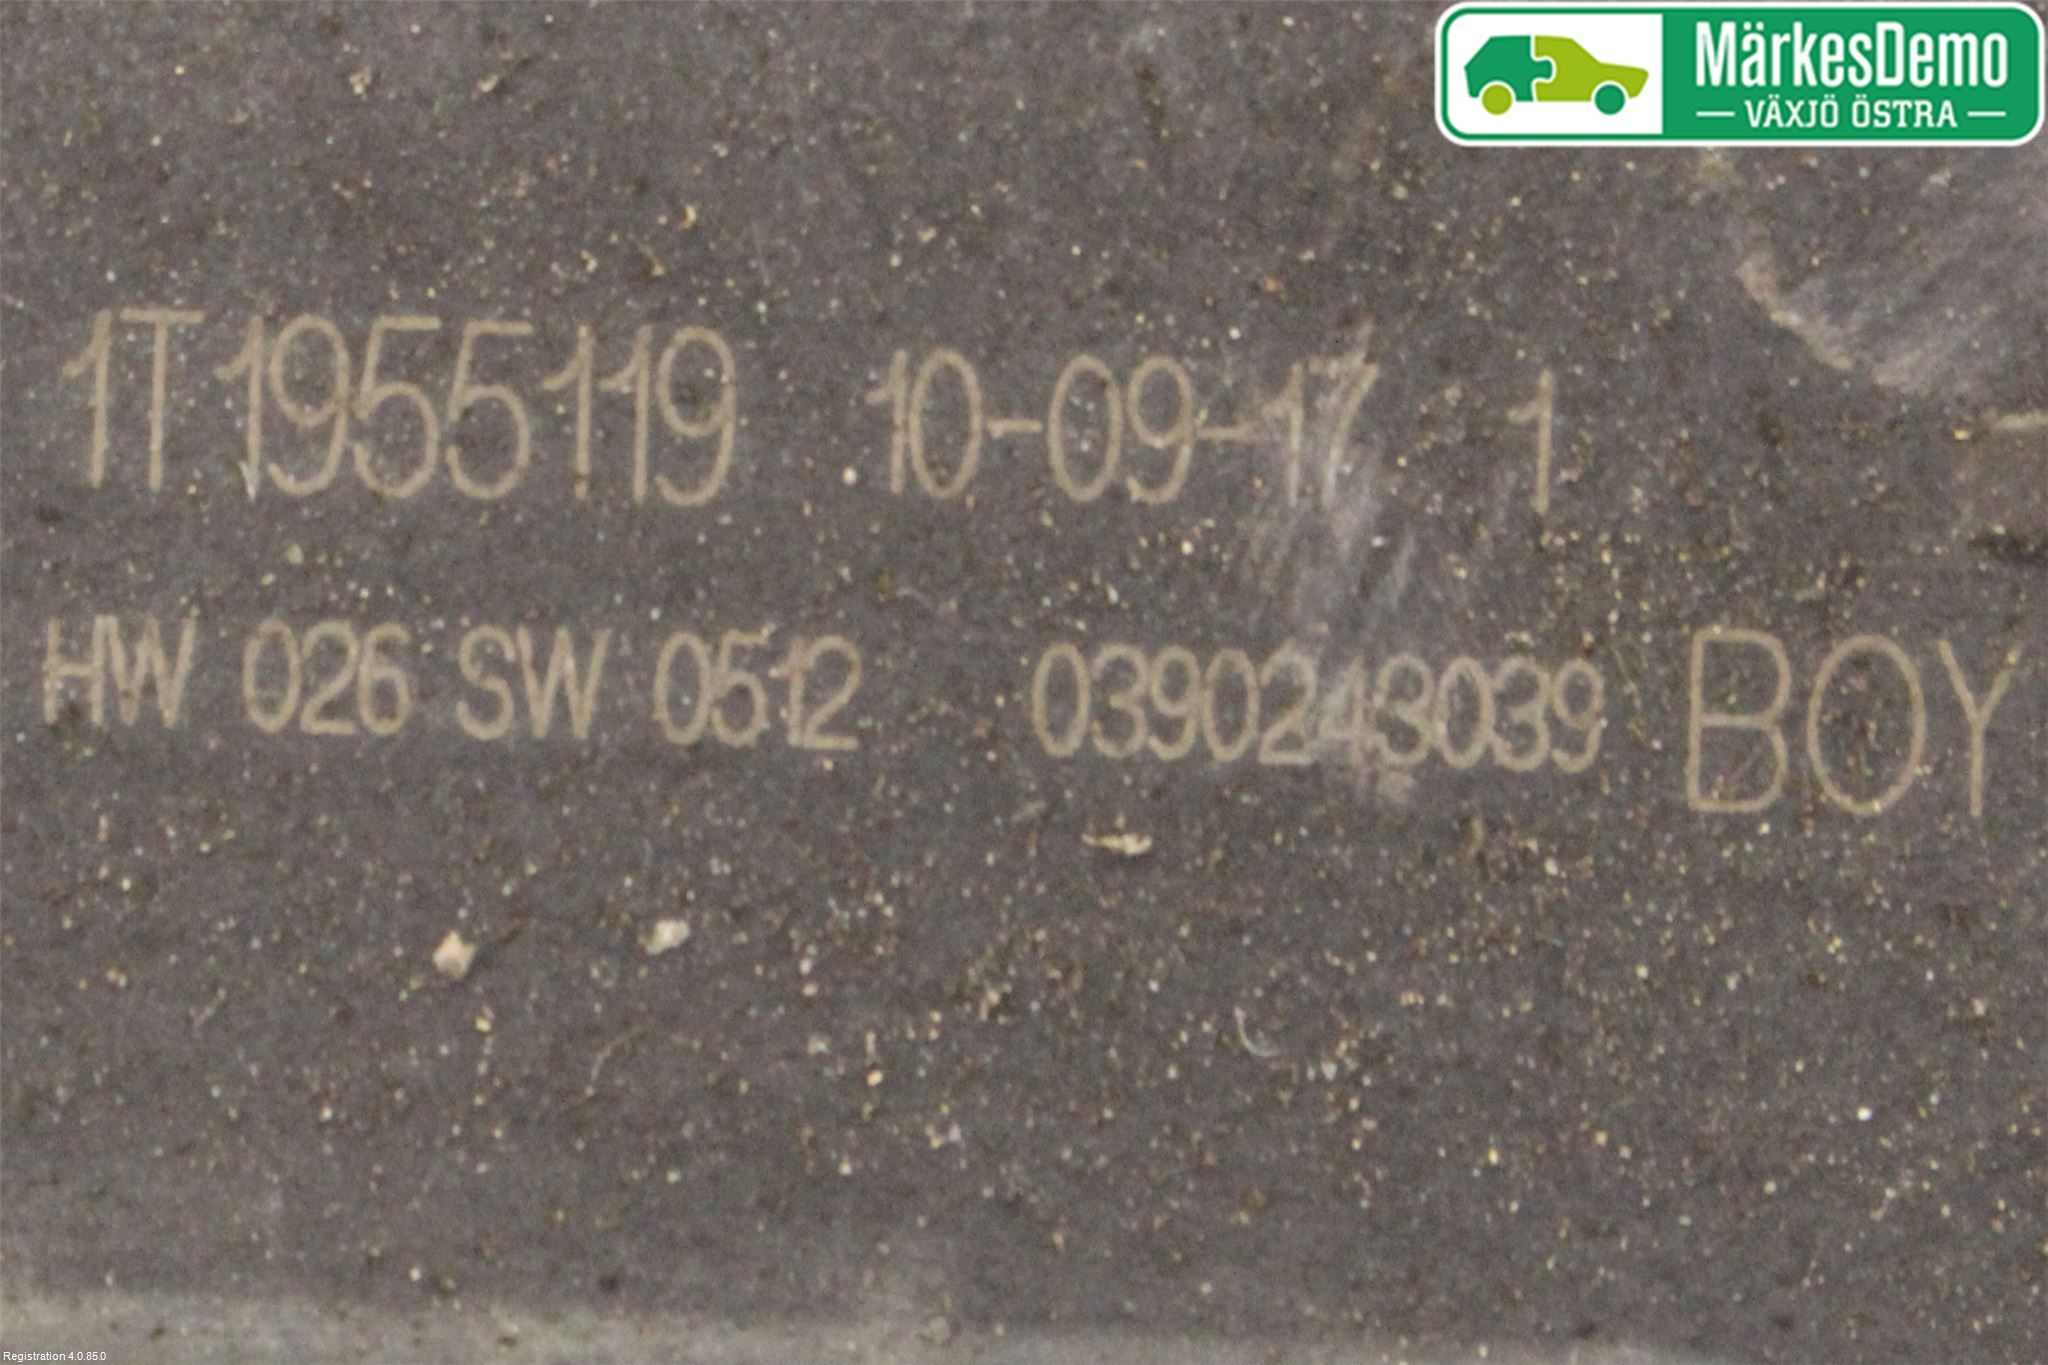 MärkesDemo
VÄXJÖ ÖSTRA
1T1955119 10-09-17 1
HW 026 SW 0512 0390243039 BOY
Registration 4.0.85.0